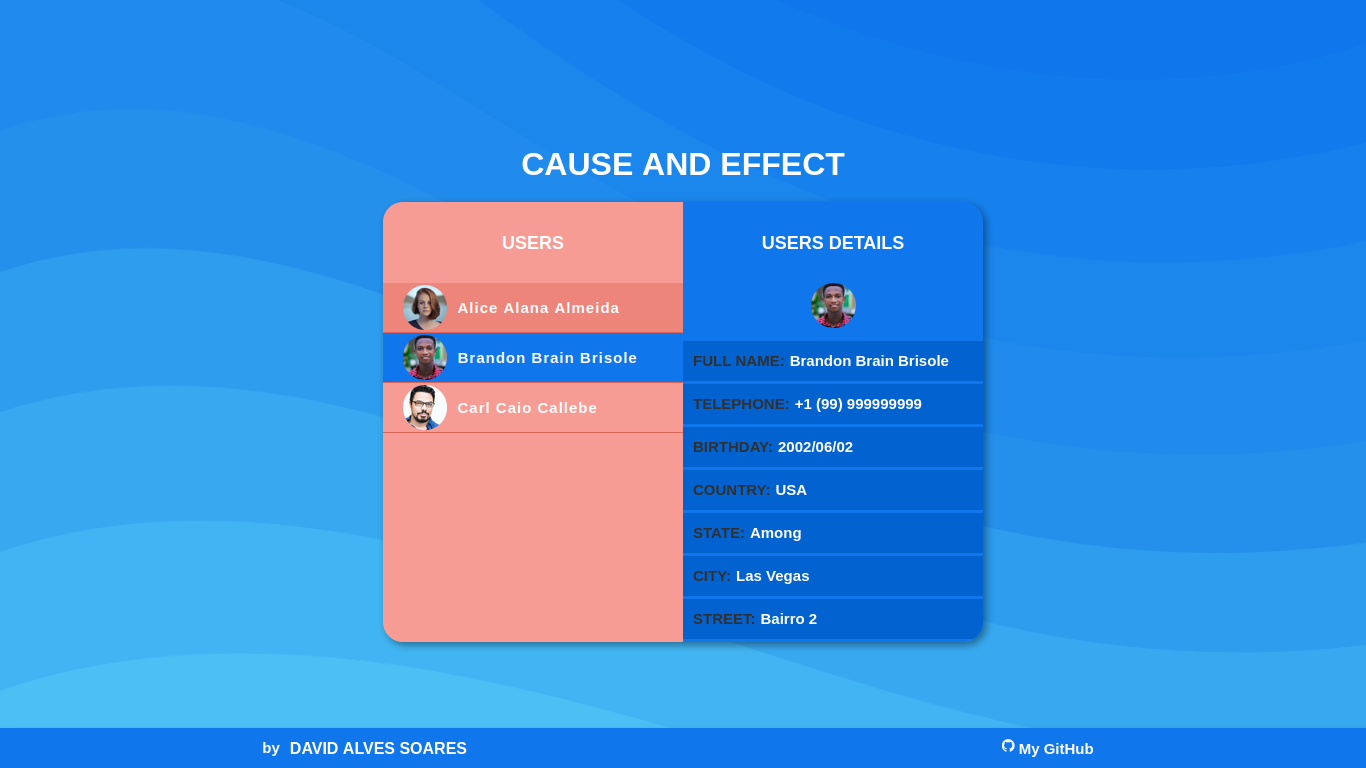 CAUSE AND EFFECT
USERS
Alice Alana Almeida
Brandon Brain Brisole
Carl Caio Callebe
USERS DETAILS
FULL NAME: Brandon Brain Brisole
TELEPHONE: +1 (99) 999999999
BIRTHDAY: 2002/06/02
COUNTRY: USA
STATE: Among
CITY: Las Vegas
STREET: Bairro 2
by DAVID ALVES SOARES
My GitHub